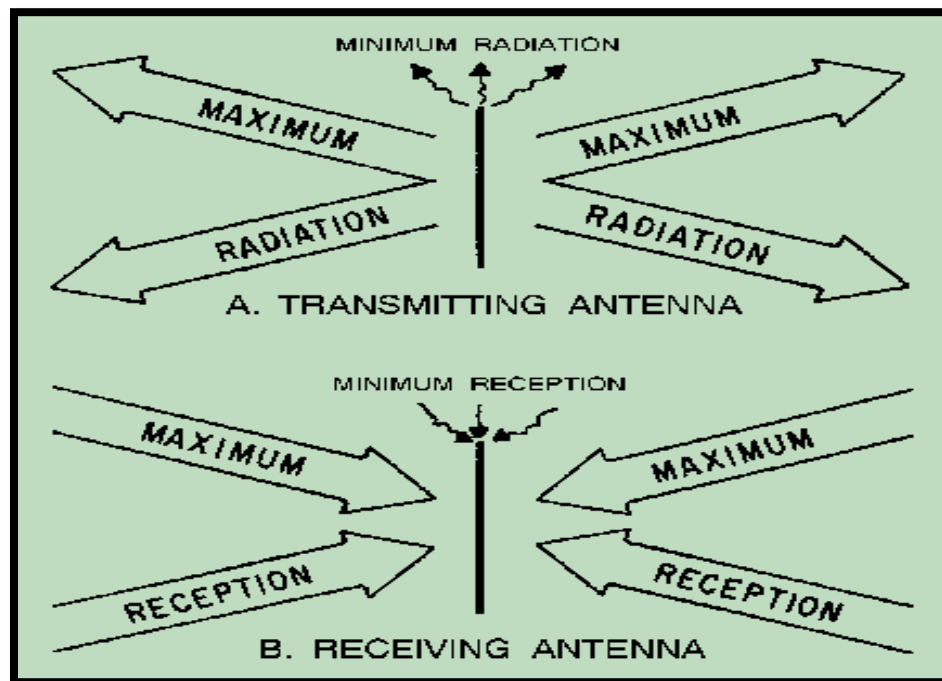 MINIMUM RADIATION
MAXIMUM
MAXIMUM
RADIATION
RADIATION
A. TRANSMITTING ANTENNA
MINIMUM RECEPTION
MAXIMUM
MAXIMUM
RECEPTION
RECEPTION
B. RECEIVING ANTENNA